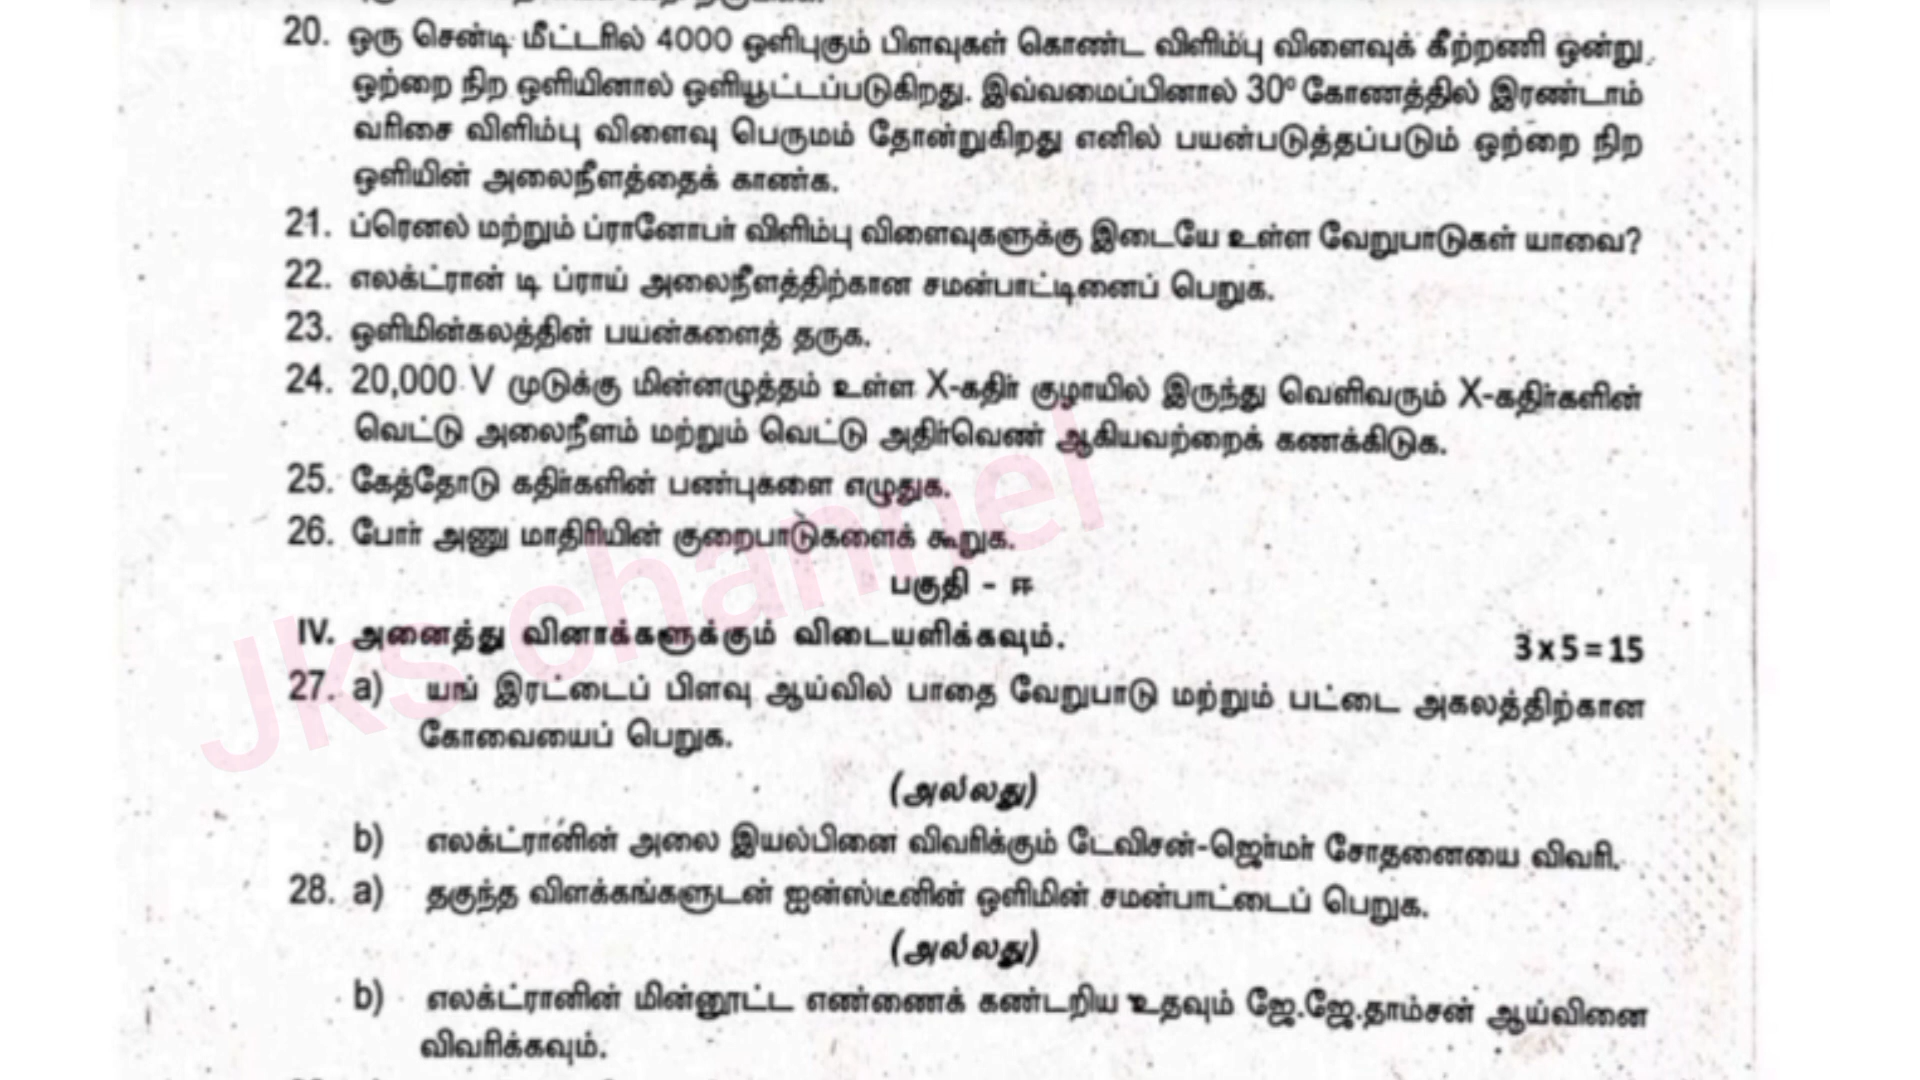 20. ஒரு சென்டி மீட்டரில் 4000 ஒளிபுகும் பிளவுகள் கொண்ட விளிம்பு விளைவுக் கீற்றணி ஒன்று
ஒற்றை நிற ஒளியினால் ஒளியூட்டப்படுகிறது. இவ்வமைப்பினால் 30° கோணத்தில் இரண்டாம்
வரிசை விளிம்பு விளைவு பெருமம் தோன்றுகிறது எனில் பயன்படுத்தப்படும் ஒற்றை நிற
ஒளியின் அலைநீளத்தைக் காண்க.
21. ப்ரெனல் மற்றும் ப்ரானோபர் விளிம்பு விளைவுகளுக்கு இடையே உள்ள வேறுபாடுகள் யாவை?
22. எலக்ட்ரான் டி ப்ராய் அலைநீளத்திற்கான சமன்பாட்டினைப் பெறுக.
23. ஒளிமின்கலத்தின் பயன்களைத் தருக.
24. 20,000 V முடுக்கு மின்னழுத்தம் உள்ள X-கதிர் குழாயில் இருந்து வெளிவரும் X-கதிர்களின்
வெட்டு அலைநீளம் மற்றும் வெட்டு அதிர்வெண் ஆகியவற்றைக் கணக்கிடுக.
25. கேத்தோடு கதிர்களின் பண்புகளை எழுதுக.
26. போர் அணு மாதிரியின் குறைபாடுகளைக் கூறுக.
Jks channel
பகுதி - ஈ
IV. அனைத்து வினாக்களுக்கும் விடையளிக்கவும். 3 x 5 = 15
27. a) யங் இரட்டைப் பிளவு ஆய்வில் பாதை வேறுபாடு மற்றும் பட்டை அகலத்திற்கான
கோவையைப் பெறுக.
(அல்லது)
b) எலக்ட்ரானின் அலை இயல்பினை விவரிக்கும் டேவிசன்-ஜெர்மர் சோதனையை விவரி.
28. a) தகுந்த விளக்கங்களுடன் ஐன்ஸ்டீனின் ஒளிமின் சமன்பாட்டைப் பெறுக.
(அல்லது)
b) எலக்ட்ரானின் மின்னூட்ட எண்ணைக் கண்டறிய உதவும் ஜே.ஜே.தாம்சன் ஆய்வினை
விவரிக்கவும்.